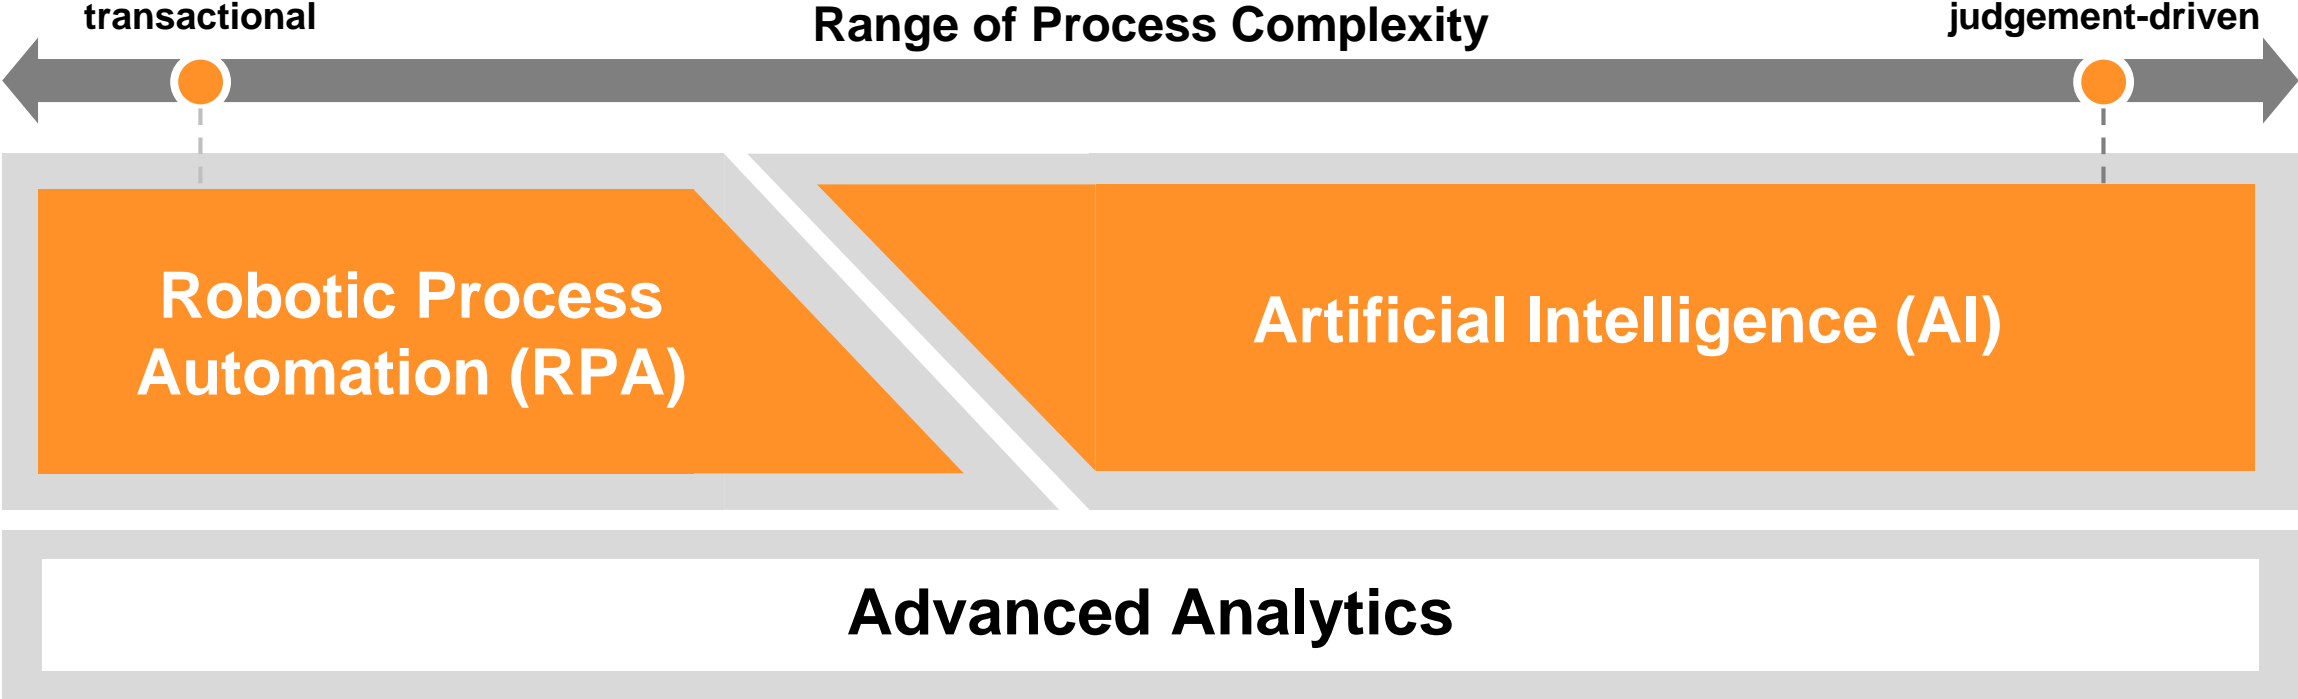 transactional
Range of Process Complexity
judgement-driven
Robotic Process
Automation (RPA)
Artificial Intelligence (AI)
Advanced Analytics